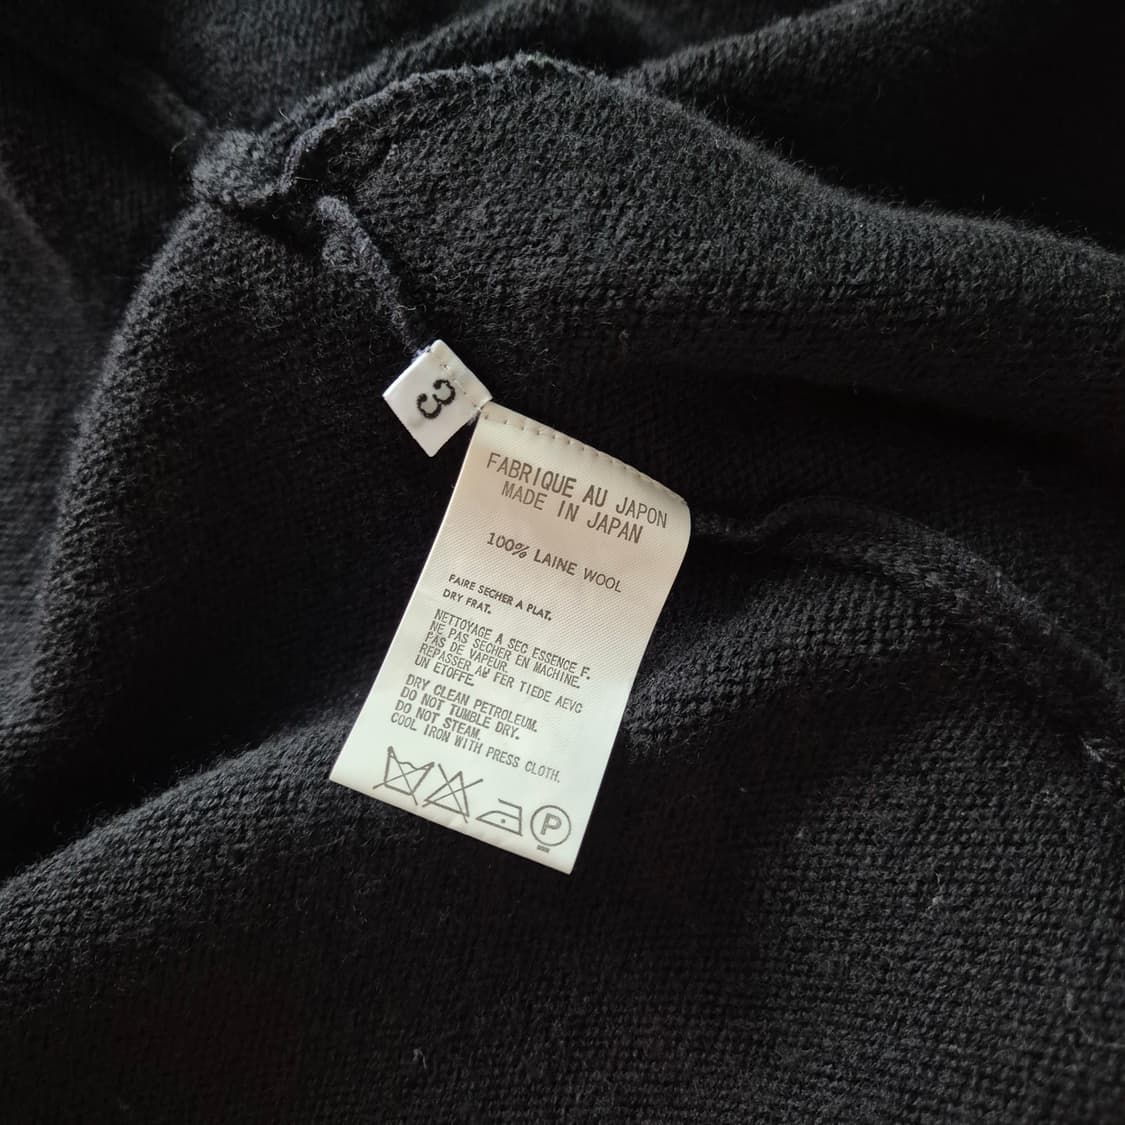 3
FABRIQUE AU JAPON
MADE IN JAPAN
100% LAINE WOOL
FAIRE SECHER A PLAT.
DRY FRAT.
NETTOYAGE A SEC ESSENCE F.
NE PAS SECHER EN MACHINE.
PAS DE VAPEUR.
REPASSER AU FER TIEDE AEVC
UN ETOFFE.
DRY CLEAN PETROLEUM.
DO NOT TUMBLE DRY.
DO NOT STEAM.
COOL IRON WITH PRESS CLOTH.
P